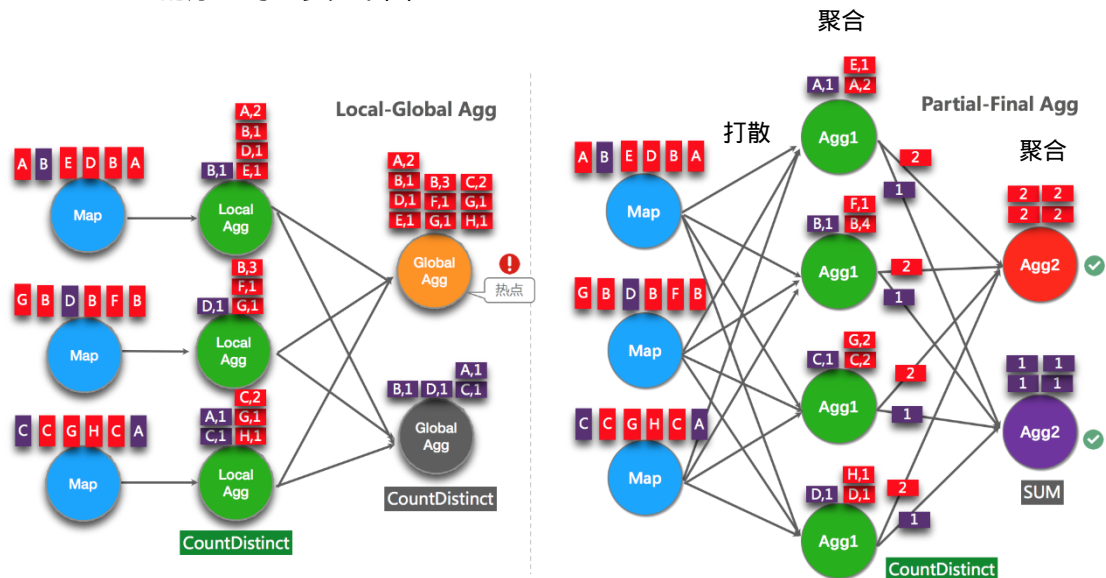 聚合
Local-Global Agg
A,2
B,1
D,1
B,1 E,1
A B E D B A
Map
Local Agg
A,2
B,1 B,3 C,2
D,1 F,1 G,1
E,1 G,1 H,1
Global Agg
热点
B,3
F,1
D,1 G,1
G B D B F B
Map
Local Agg
A,1
B,1 D,1 C,1
Global Agg
CountDistinct
C,2
A,1 G,1
C,1 H,1
C C G H C A
Map
Local Agg
CountDistinct
Partial-Final Agg
打散
聚合
E,1
A,1 A,2
Agg1
A B E D B A
Map
2
1
F,1
B,1 B,4
Agg1
2
1
2 2
2 2
Agg2
G B D B F B
Map
G,2
C,1 C,2
Agg1
2
1
1 1
1 1
Agg2
SUM
C C G H C A
Map
H,1
D,1 D,1
Agg1
2
1
CountDistinct